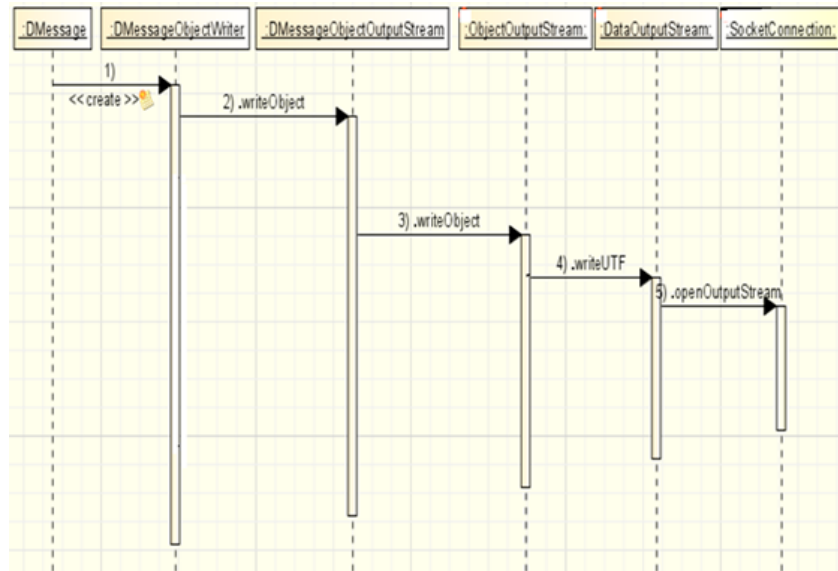 :DMessage
:DMessageObjectWriter
:DMessageObjectOutputStream
:ObjectOutputStream:
:DataOutputStream:
:SocketConnection:
1)
<< create >>
2) .writeObject
3) .writeObject
4) .writeUTF
5) .openOutputStream